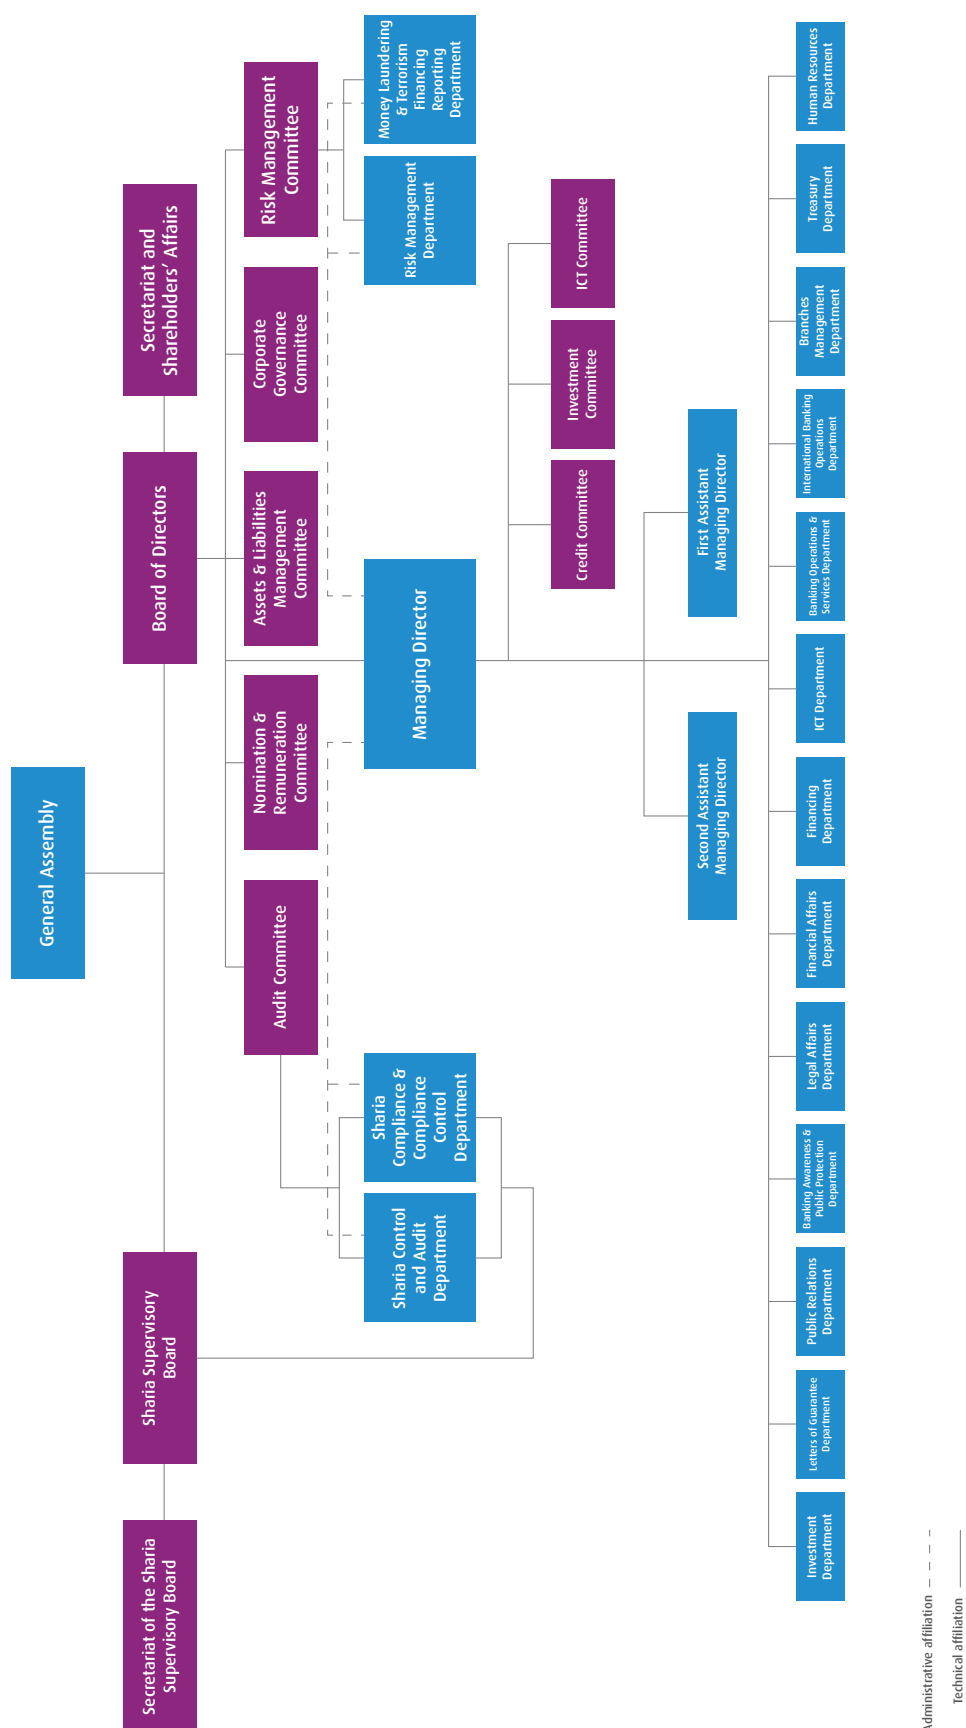 General Assembly
Secretariat of the Sharia
Supervisory Board
Sharia Supervisory
Board
Board of Directors
Secretariat and
Shareholders' Affairs
Audit Committee
Nomination &
Remuneration
Committee
Assets & Liabilities
Management
Committee
Corporate
Governance
Committee
Risk Management
Committee
Sharia Control
and Audit
Department
Sharia
Compliance &
Compliance
Control
Department
Managing Director
Risk Management
Department
Money Laundering
& Terrorism
Financing
Reporting
Department
Credit Committee
Investment
Committee
ICT Committee
Second Assistant
Managing Director
First Assistant
Managing Director
Investment
Department
Letters of Guarantee
Department
Public Relations
Department
Banking Awareness &
Public Protection
Department
Legal Affairs
Department
Financial Affairs
Department
Financing
Department
ICT Department
Banking Operations &
Services Department
International Banking
Operations
Department
Branches
Management
Department
Treasury
Department
Human Resources
Department
Administrative affiliation
Technical affiliation